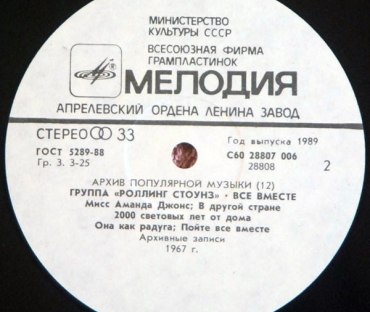 МИНИСТЕРСТВО
КУЛЬТУРЫ СССР
ВСЕСОЮЗНАЯ ФИРМА
ГРАМПЛАСТИНОК
МЕЛОДИЯ
АПРЕЛЕВСКИЙ ОРДЕНА ЛЕНИНА ЗАВОД
СТЕРЕО 33
Год выпуска 1989
ГОСТ 5289-88
С60 28807 006
Гр. 3. 3-25
28808
2
АРХИВ ПОПУЛЯРНОЙ МУЗЫКИ (12)
ГРУППА «РОЛЛИНГ СТОУНЗ» · ВСЕ ВМЕСТЕ
Мисс Аманда Джонс; В другой стране
2000 световых лет от дома
Она как радуга; Пойте все вместе
Архивные записи
1967 г.